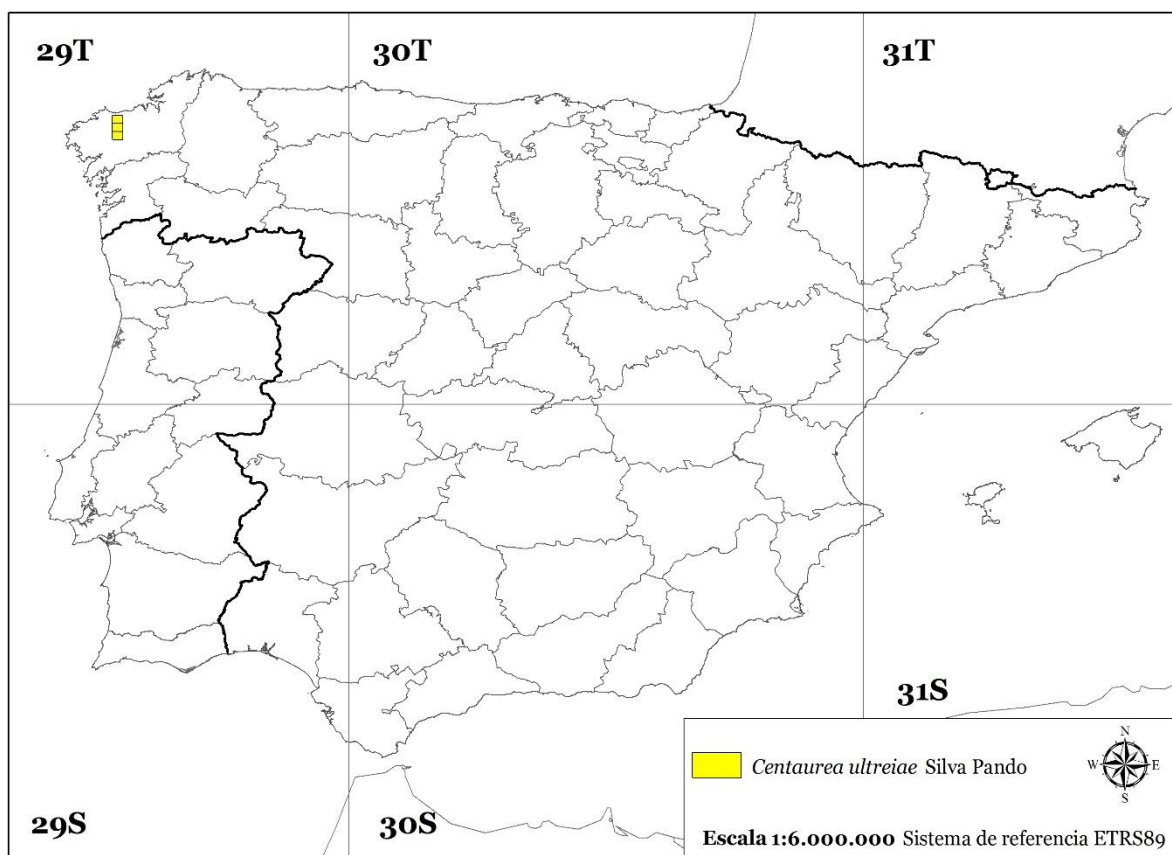 29T
30T
31T
31S
29S
30S
Centaurea ultreiae Silva Pando
N
W
E
S
Escala 1:6.000.000 Sistema de referencia ETRS89